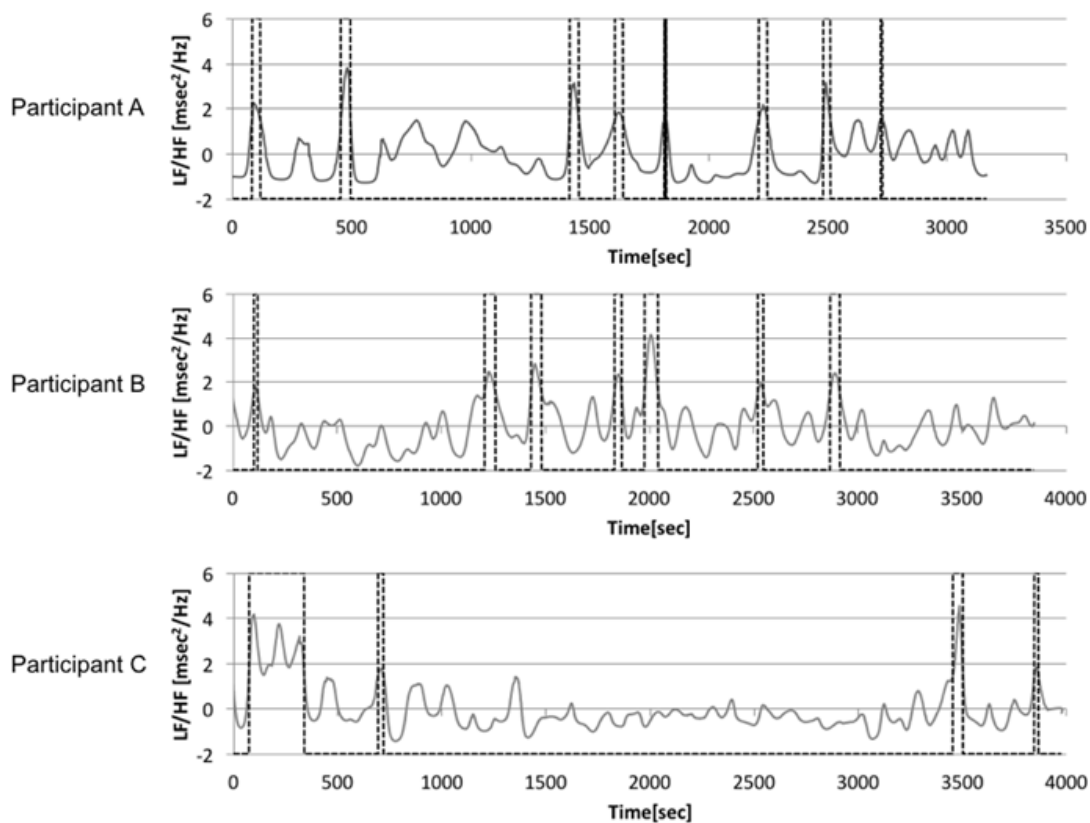 Participant A
LF/HF [msec²/Hz]
6
4
2
0
-2
0 500 1000 1500 2000 2500 3000 3500
Time[sec]
Participant B
LF/HF [msec²/Hz]
6
4
2
0
-2
0 500 1000 1500 2000 2500 3000 3500 4000
Time[sec]
Participant C
LF/HF [msec²/Hz]
6
4
2
0
-2
0 500 1000 1500 2000 2500 3000 3500 4000
Time[sec]